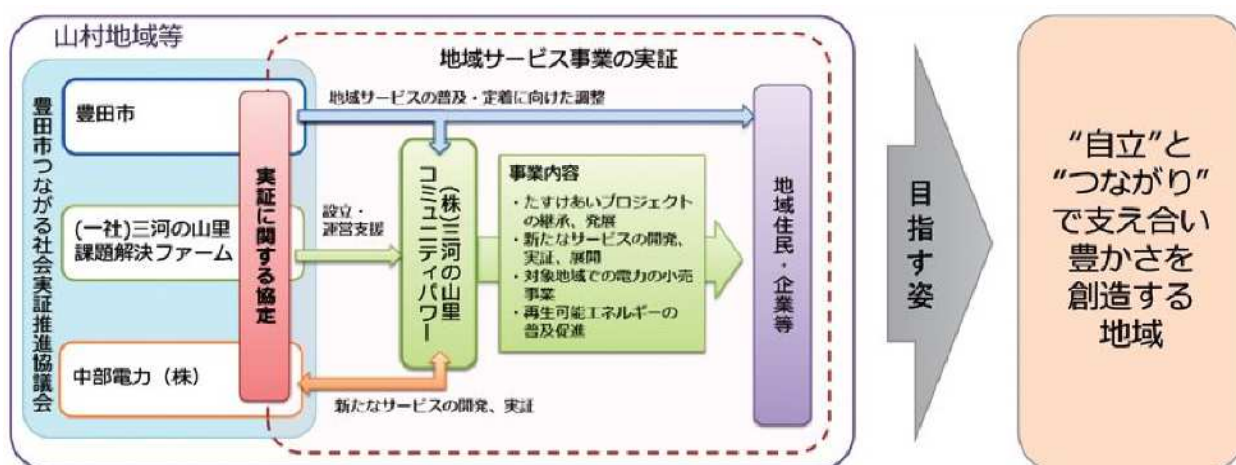 山村地域等
地域サービス事業の実証
豊田市つながる社会実証推進協議会
豊田市
(一社)三河の山里
課題解決ファーム
中部電力（株）
実証に関する協定
地域サービスの普及・定着に向けた調整
設立・
運営支援
(株)三河の山里
コミュニティパワー
新たなサービスの開発、実証
事業内容
・たすけあいプロジェクト
の継承、発展
・新たなサービスの開発、
実証、展開
・対象地域での電力の小売
事業
・再生可能エネルギーの
普及促進
地域住民・企業等
目指す姿
“自立”と
“つながり”
で支え合い
豊かさを
創造する
地域